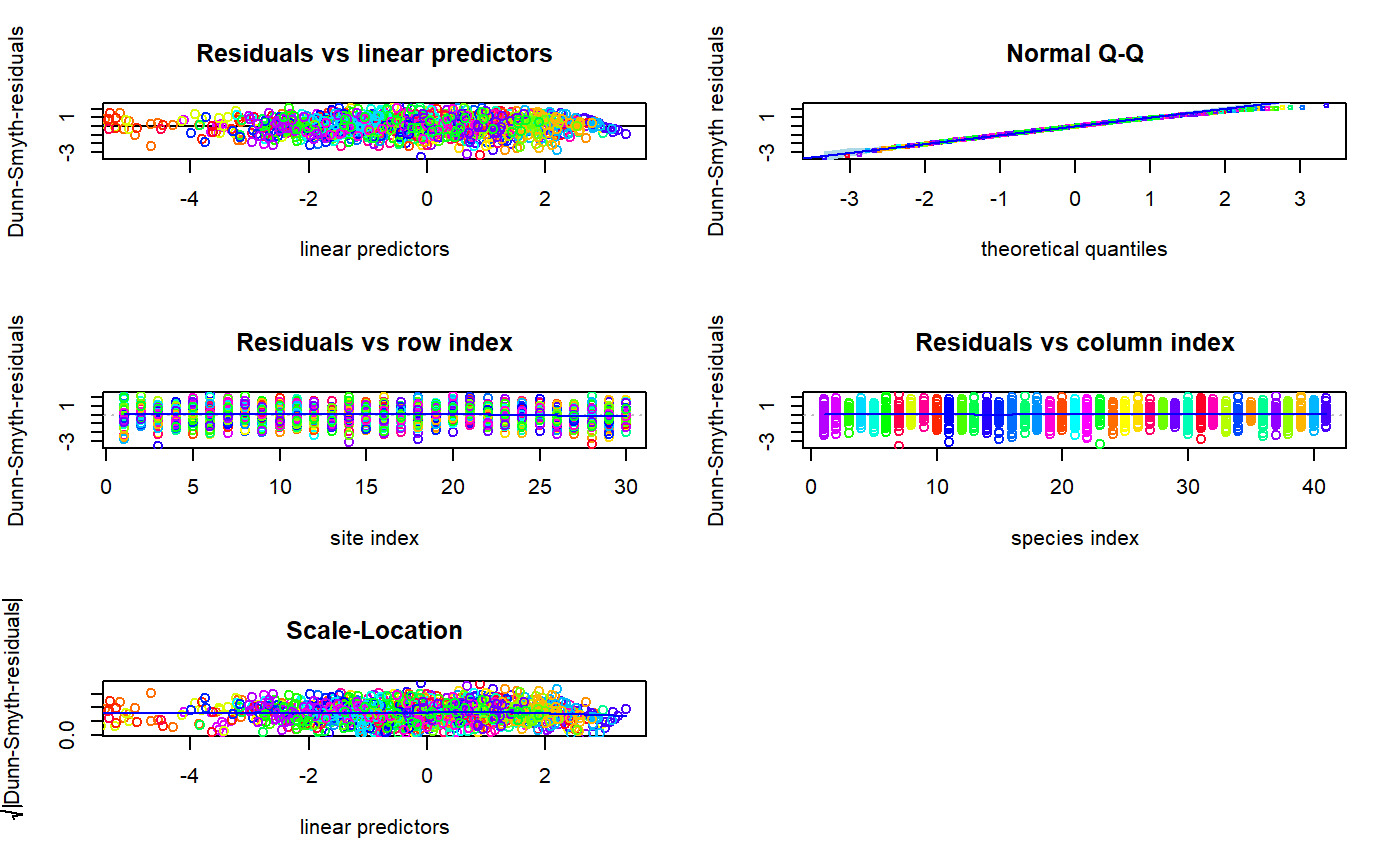 Residuals vs linear predictors
Dunn-Smyth-residuals
1
-3
-4 -2 0 2
linear predictors
Normal Q-Q
Dunn-Smyth residuals
1
-3
-3 -2 -1 0 1 2 3
theoretical quantiles
Residuals vs row index
Dunn-Smyth-residuals
1
-3
0 5 10 15 20 25 30
site index
Residuals vs column index
Dunn-Smyth-residuals
1
-3
0 10 20 30 40
species index
Scale-Location
√|Dunn-Smyth-residuals|
0.0
-4 -2 0 2
linear predictors